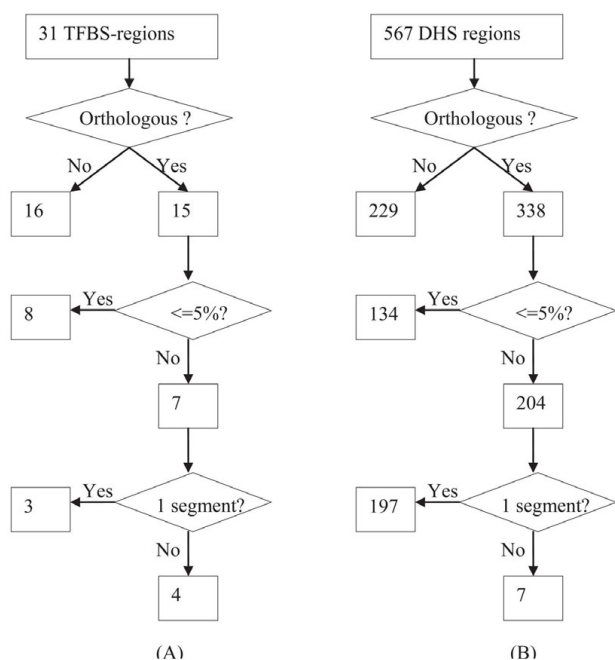 31 TFBS-regions
Orthologous ?
No
Yes
16
15
Yes
8
<=5%?
No
7
Yes
3
1 segment?
No
4
(A)
567 DHS regions
Orthologous ?
No
Yes
229
338
Yes
134
<=5%?
No
204
Yes
197
1 segment?
No
7
(B)